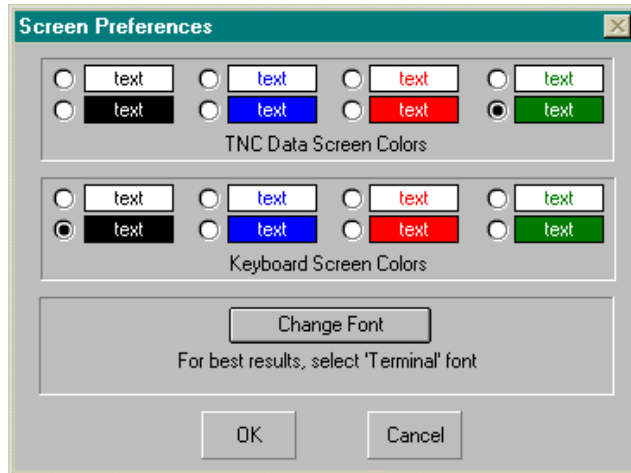 Screen Preferences
text text text text
text text text text
TNC Data Screen Colors
text text text text
text text text text
Keyboard Screen Colors
Change Font
For best results, select 'Terminal' font
OK Cancel